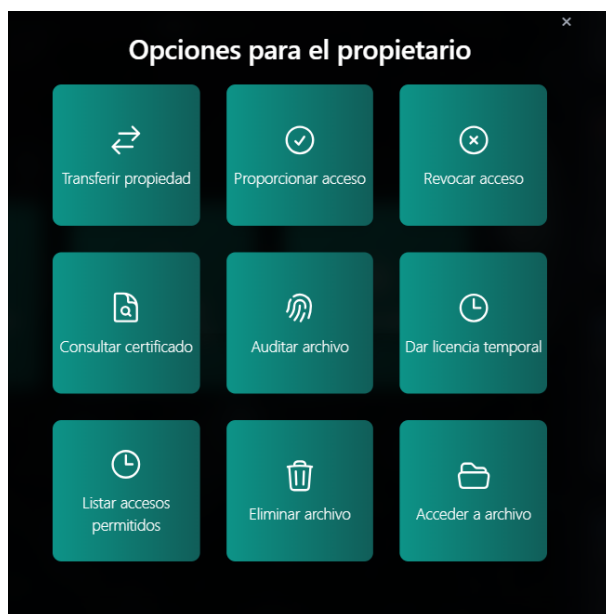 Opciones para el propietario
Transferir propiedad
Proporcionar acceso
Revocar acceso
Consultar certificado
Auditar archivo
Dar licencia temporal
Listar accesos
permitidos
Eliminar archivo
Acceder a archivo